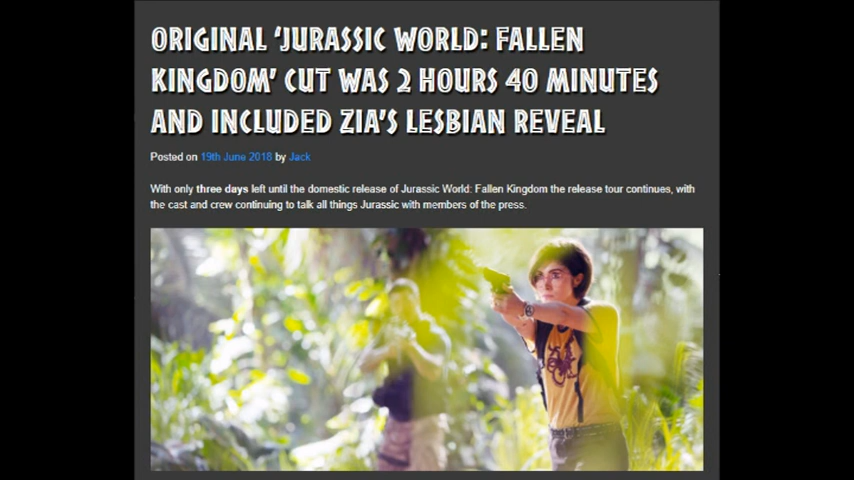 ORIGINAL 'JURASSIC WORLD: FALLEN
KINGDOM' CUT WAS 2 HOURS 40 MINUTES
AND INCLUDED ZIA'S LESBIAN REVEAL
Posted on 19th June 2018 by Jack
With only three days left until the domestic release of Jurassic World: Fallen Kingdom the release tour continues, with
the cast and crew continuing to talk all things Jurassic with members of the press.